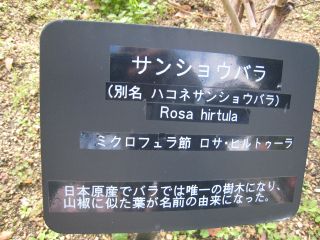 サンショウバラ
(別名 ハコネサンショウバラ)
Rosa hirtula
ミクロフェラ節 ロサ・ヒルトゥーラ
日本原産でバラでは唯一の樹木になり、
山椒に似た葉が名前の由来になった。